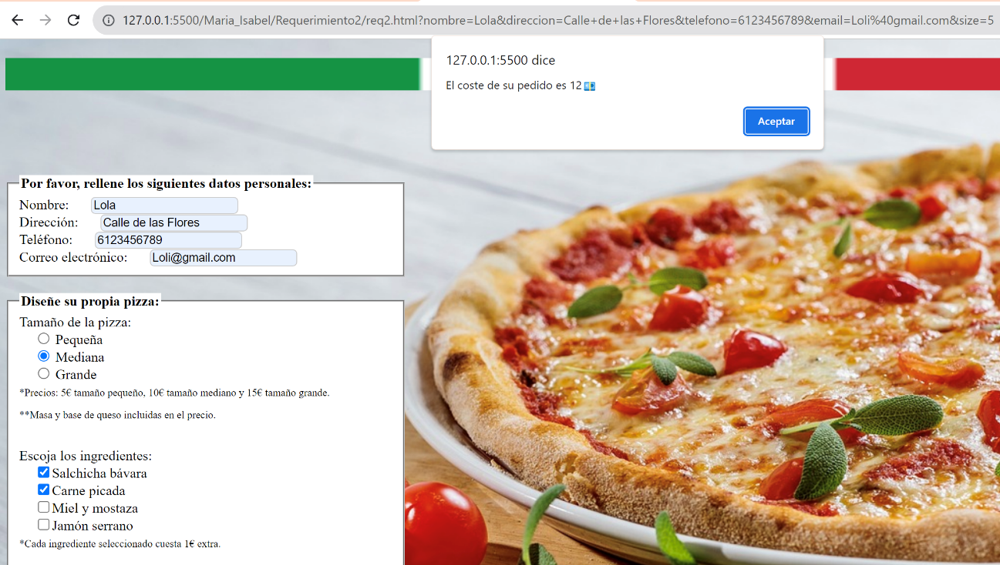 127.0.0.1:5500/Maria_Isabel/Requerimiento2/req2.html?nombre=Lola&direccion=Calle+de+las+Flores&telefono=6123456789&email=Loli%40gmail.com&size=5
127.0.0.1:5500 dice
El coste de su pedido es 12💶
Aceptar
Por favor, rellene los siguientes datos personales:
Nombre: Lola
Dirección: Calle de las Flores
Teléfono: 6123456789
Correo electrónico: Loli@gmail.com
Diseñe su propia pizza:
Tamaño de la pizza:
Pequeña
Mediana
Grande
*Precios: 5€ tamaño pequeño, 10€ tamaño mediano y 15€ tamaño grande.
**Masa y base de queso incluidas en el precio.
Escoja los ingredientes:
Salchicha bávara
Carne picada
Miel y mostaza
Jamón serrano
*Cada ingrediente seleccionado cuesta 1€ extra.